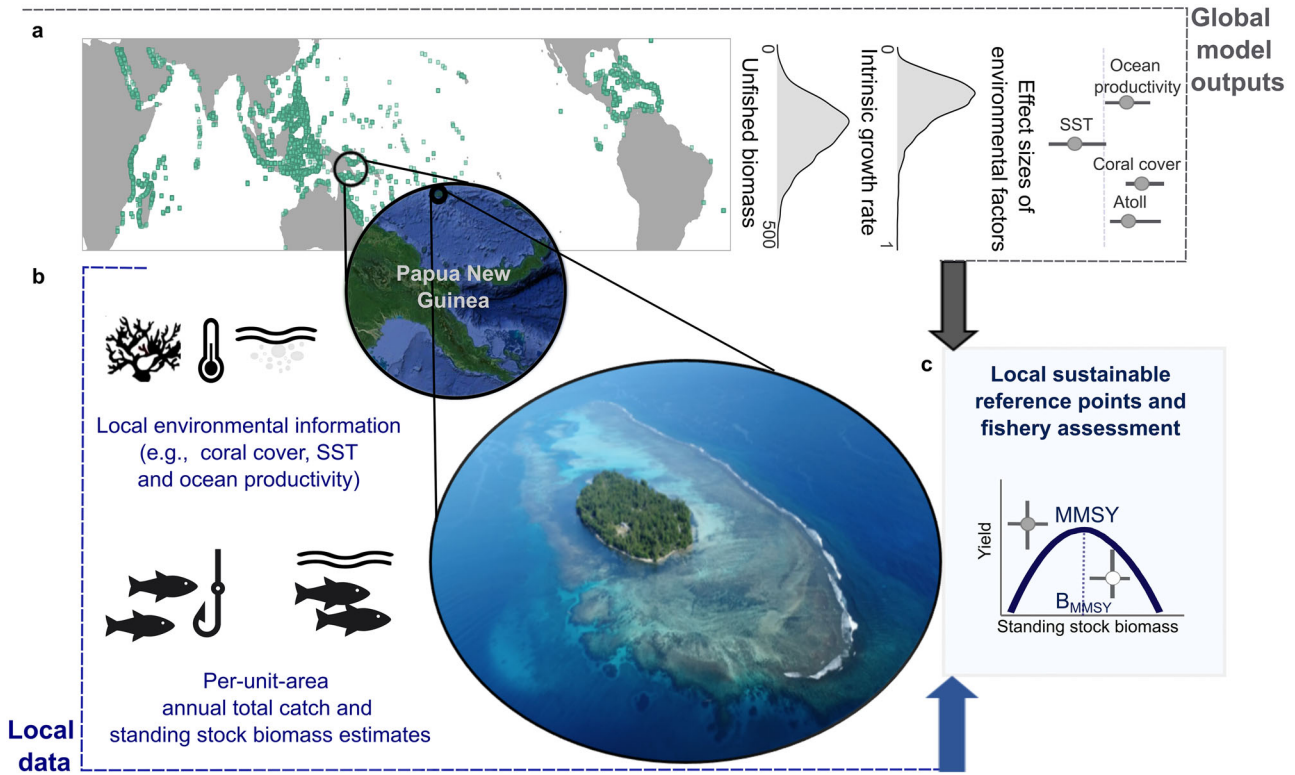 a
Global
model
outputs
0
500
Unfished biomass
0
1
Intrinsic growth rate
Effect sizes of
environmental factors
Ocean
productivity
SST
Coral cover
Atoll
Papua New
Guinea
b
Local environmental information
(e.g., coral cover, SST
and ocean productivity)
Per-unit-area
annual total catch and
standing stock biomass estimates
Local
data
c
Local sustainable
reference points and
fishery assessment
Yield
MMSY
BMMSY
Standing stock biomass